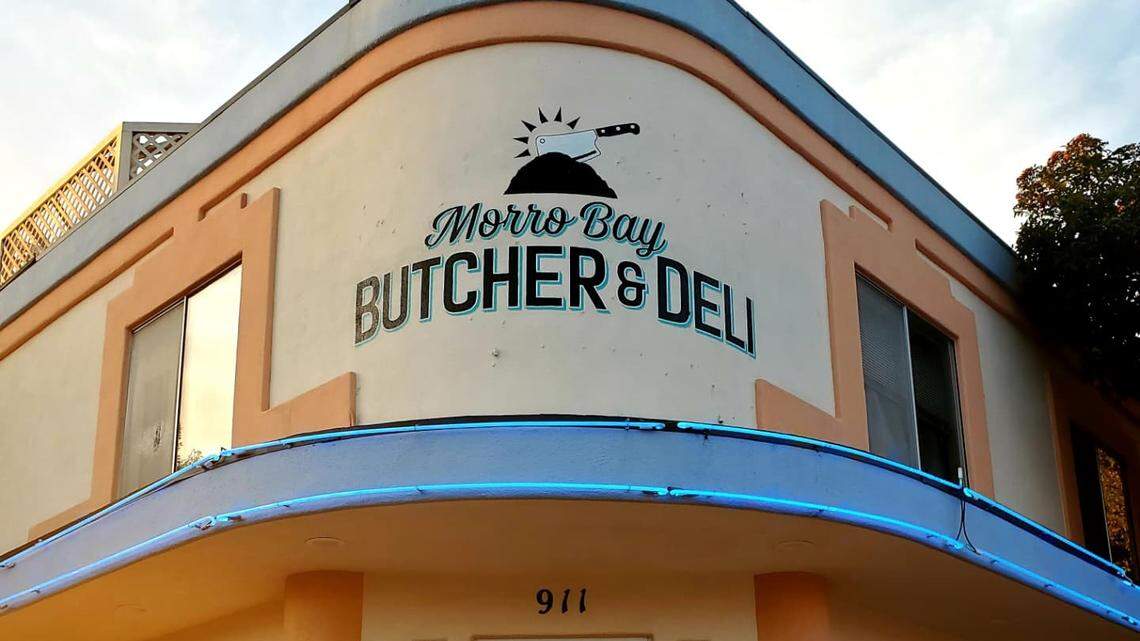 Morro Bay
BUTCHER & DELI
911